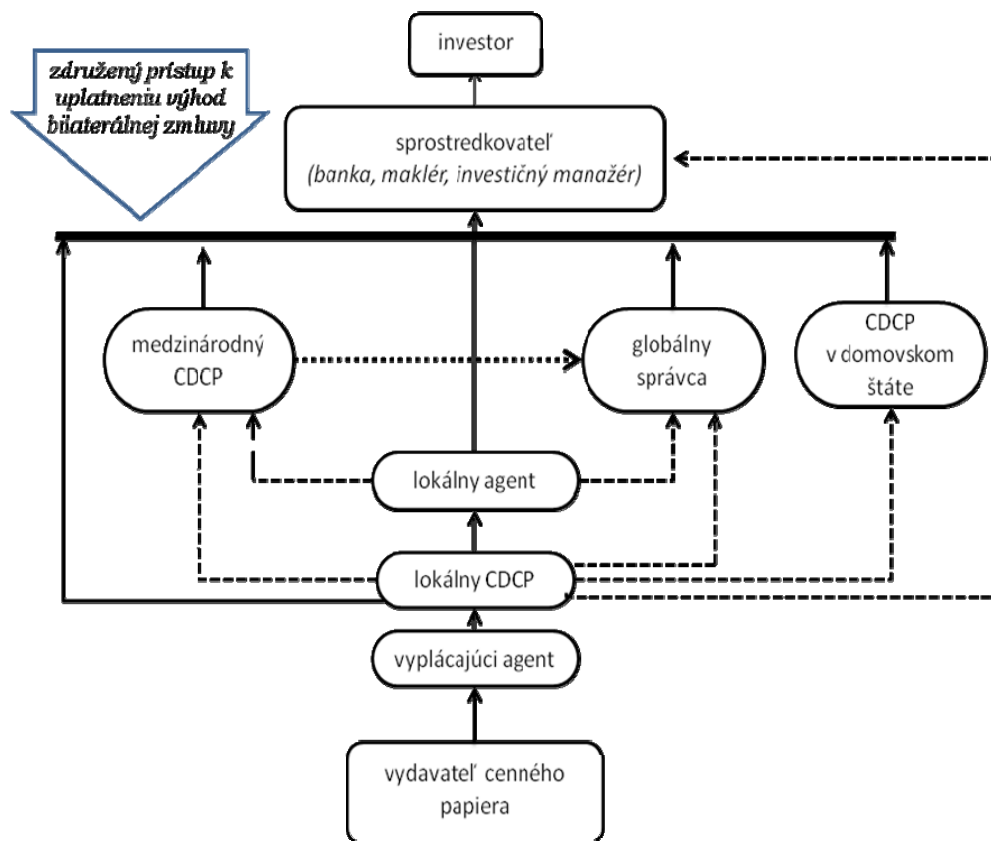 investor
združený prístup k
uplatneniu výhod
bilaterálnej zmluvy
sprostredkovateľ
(banka, maklér, investičný manažér)
medzinárodný
CDCP
globálny
správca
CDCP
v domovskom
štáte
lokálny agent
lokálny CDCP
vyplácajúci agent
vydavateľ cenného
papiera